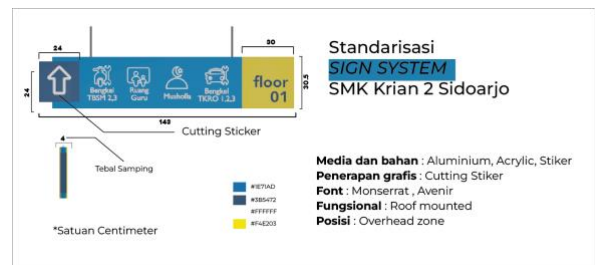 24
30
24
30.5
Bengkel
TBSM 2,3
Ruang
Guru
Musholla
Bengkel
TKRO 1,2,3
floor
01
143
Cutting Sticker
4
Tebal Samping
#1E71AD
#3B5472
#FFFFFF
#F4E203
*Satuan Centimeter
Standarisasi
SIGN SYSTEM
SMK Krian 2 Sidoarjo
Media dan bahan : Aluminium, Acrylic, Stiker
Penerapan grafis : Cutting Stiker
Font : Monserrat , Avenir
Fungsional : Roof mounted
Posisi : Overhead zone